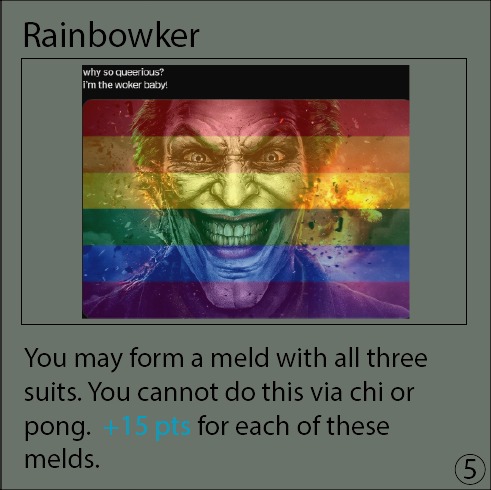 Rainbowker
why so queerious?
i'm the woker baby!
You may form a meld with all three
suits. You cannot do this via chi or
pong. +15 pts for each of these
melds.
5